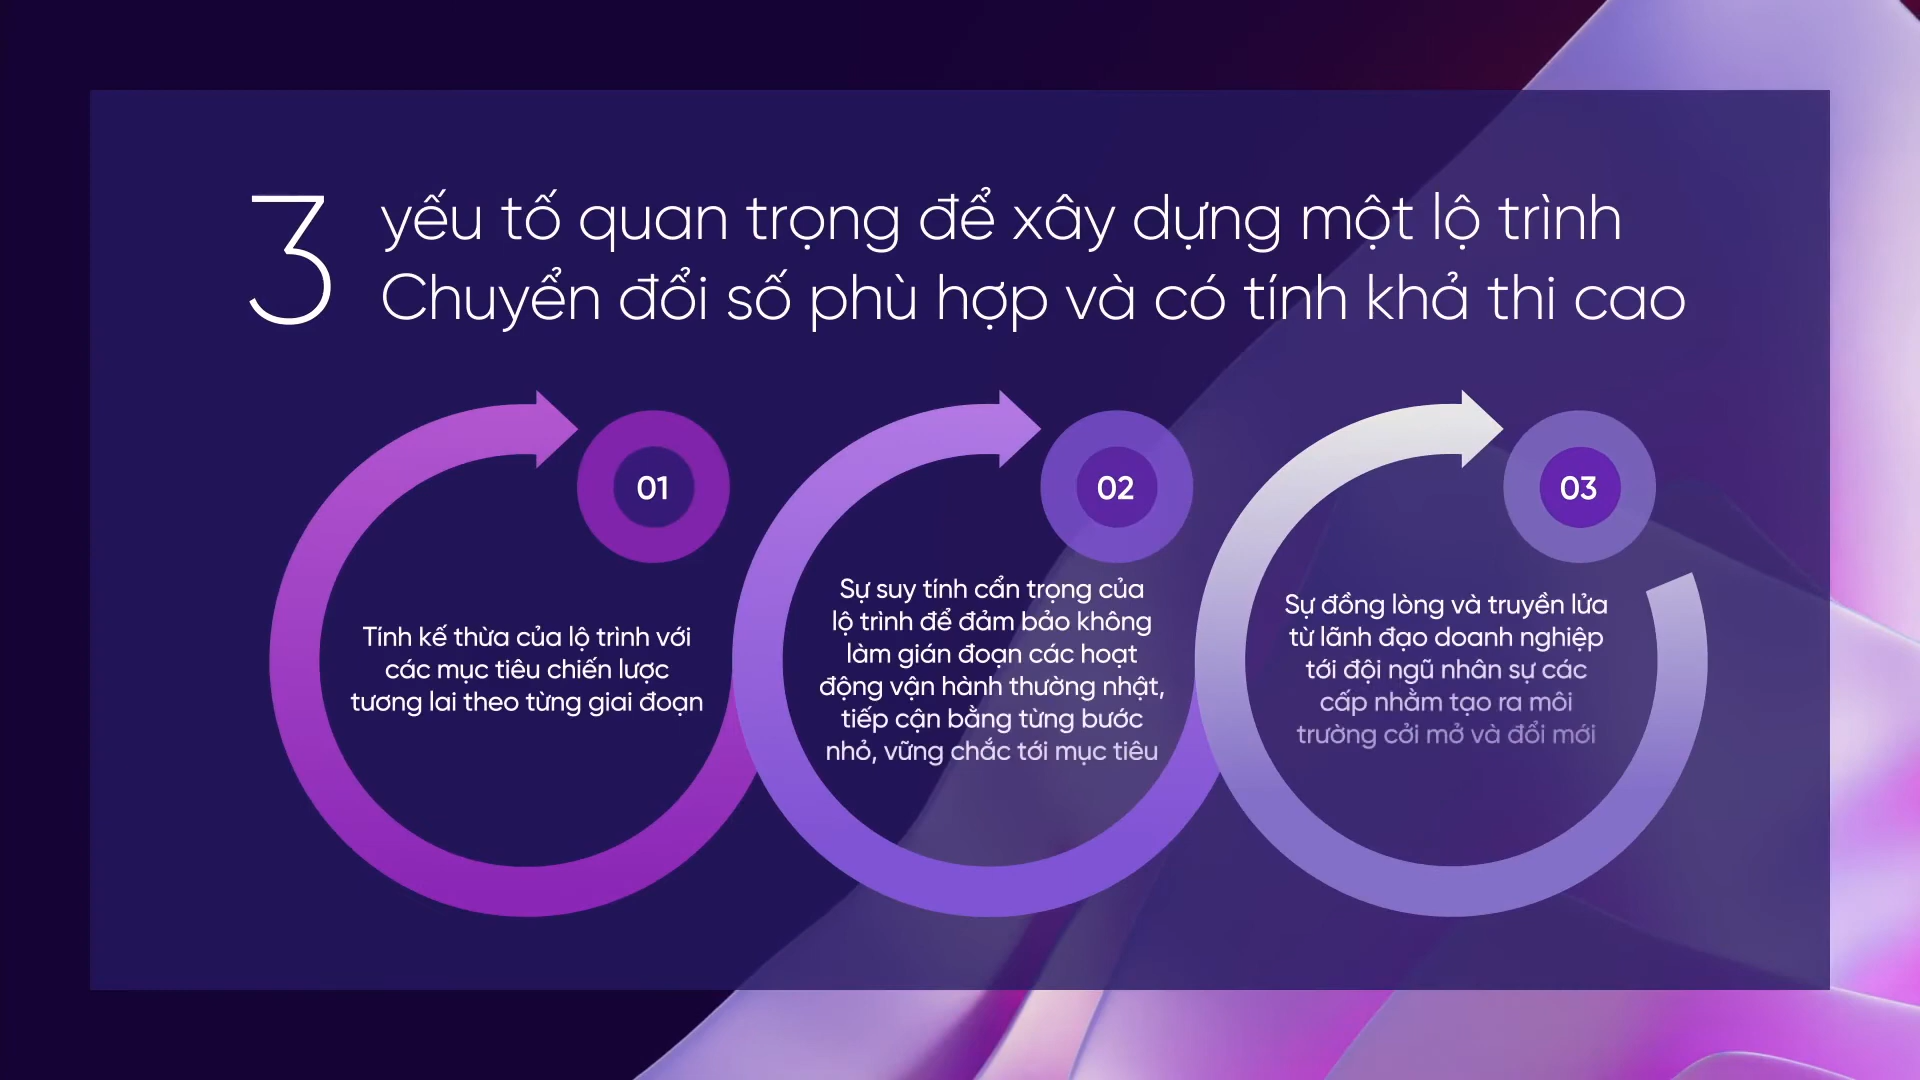 3
yếu tố quan trọng để xây dựng một lộ trình
Chuyển đổi số phù hợp và có tính khả thi cao
01
Tính kế thừa của lộ trình với
các mục tiêu chiến lược
tương lai theo từng giai đoạn
02
Sự suy tính cẩn trọng của
lộ trình để đảm bảo không
làm gián đoạn các hoạt
động vận hành thường nhật,
tiếp cận bằng từng bước
nhỏ, vững chắc tới mục tiêu
03
Sự đồng lòng và truyền lửa
từ lãnh đạo doanh nghiệp
tới đội ngũ nhân sự các
cấp nhằm tạo ra môi
trường cởi mở và đổi mới